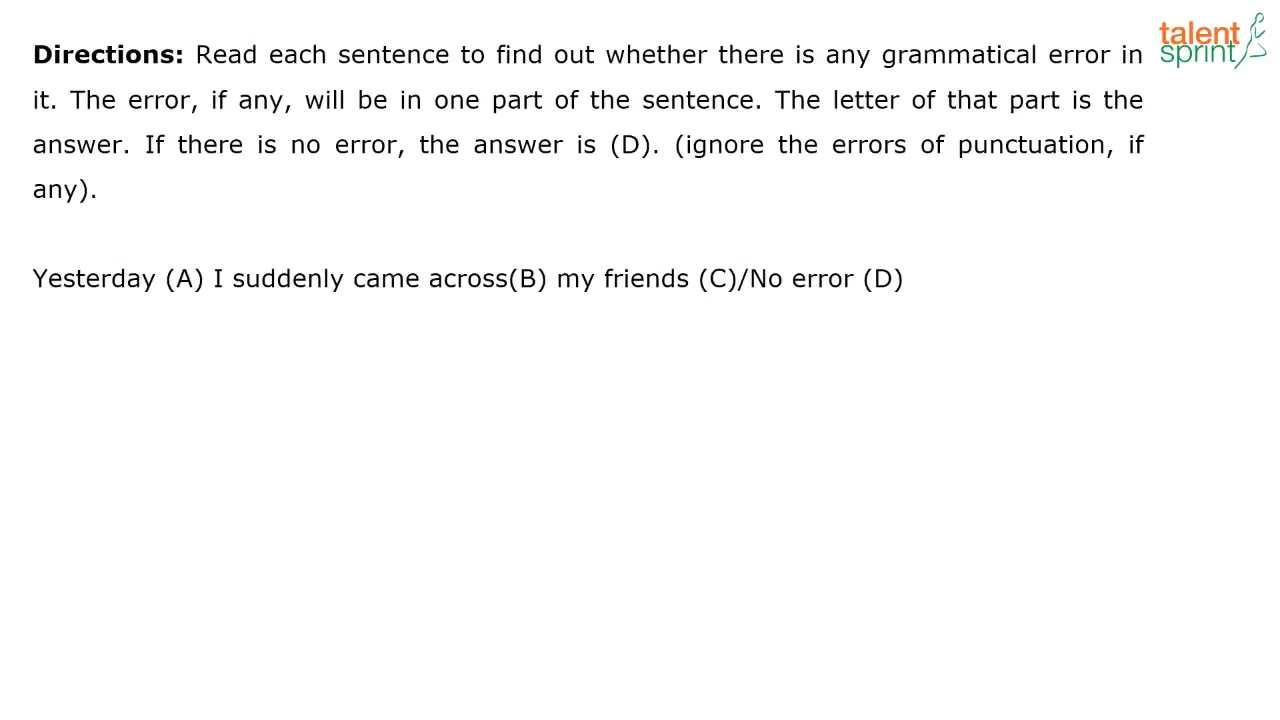 talent
sprint
Directions: Read each sentence to find out whether there is any grammatical error in
it. The error, if any, will be in one part of the sentence. The letter of that part is the
answer. If there is no error, the answer is (D). (ignore the errors of punctuation, if
any).
Yesterday (A) I suddenly came across(B) my friends (C)/No error (D)